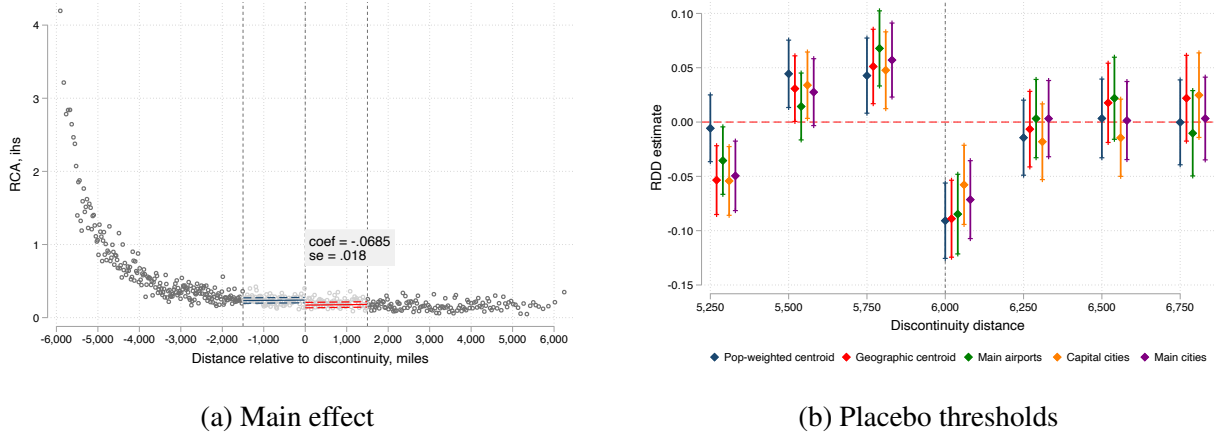 4
3
2
1
0
RCA, ihs
coef = -.0685
se = .018
-6,000 -5,000 -4,000 -3,000 -2,000 -1,000 0 1,000 2,000 3,000 4,000 5,000 6,000
Distance relative to discontinuity, miles
(a) Main effect
0.10
0.05
0.00
-0.05
-0.10
-0.15
RDD estimate
5,250 5,500 5,750 6,000 6,250 6,500 6,750
Discontinuity distance
Pop-weighted centroid Geographic centroid Main airports Capital cities Main cities
(b) Placebo thresholds